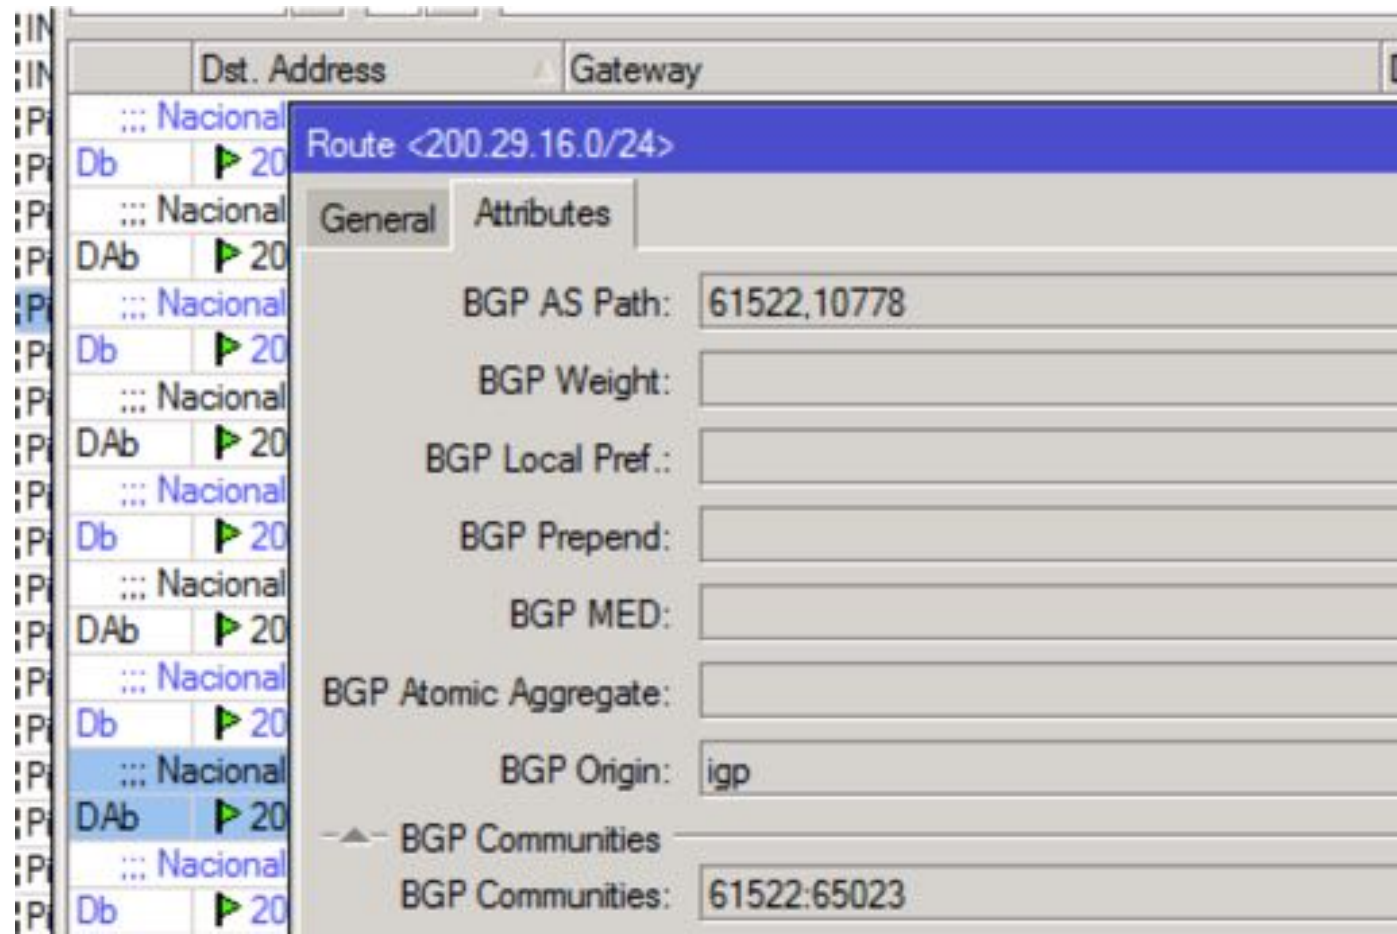 Dst. Address Gateway
;;; Nacional
Route <200.29.16.0/24>
Db 20
;;; Nacional
General Attributes
DAb 20
BGP AS Path: 61522,10778
;;; Nacional
Db 20
BGP Weight:
;;; Nacional
DAb 20
BGP Local Pref.:
;;; Nacional
Db 20
BGP Prepend:
;;; Nacional
DAb 20
BGP MED:
;;; Nacional
BGP Atomic Aggregate:
Db 20
;;; Nacional
BGP Origin: igp
DAb 20
BGP Communities
;;; Nacional
BGP Communities: 61522:65023
Db 20